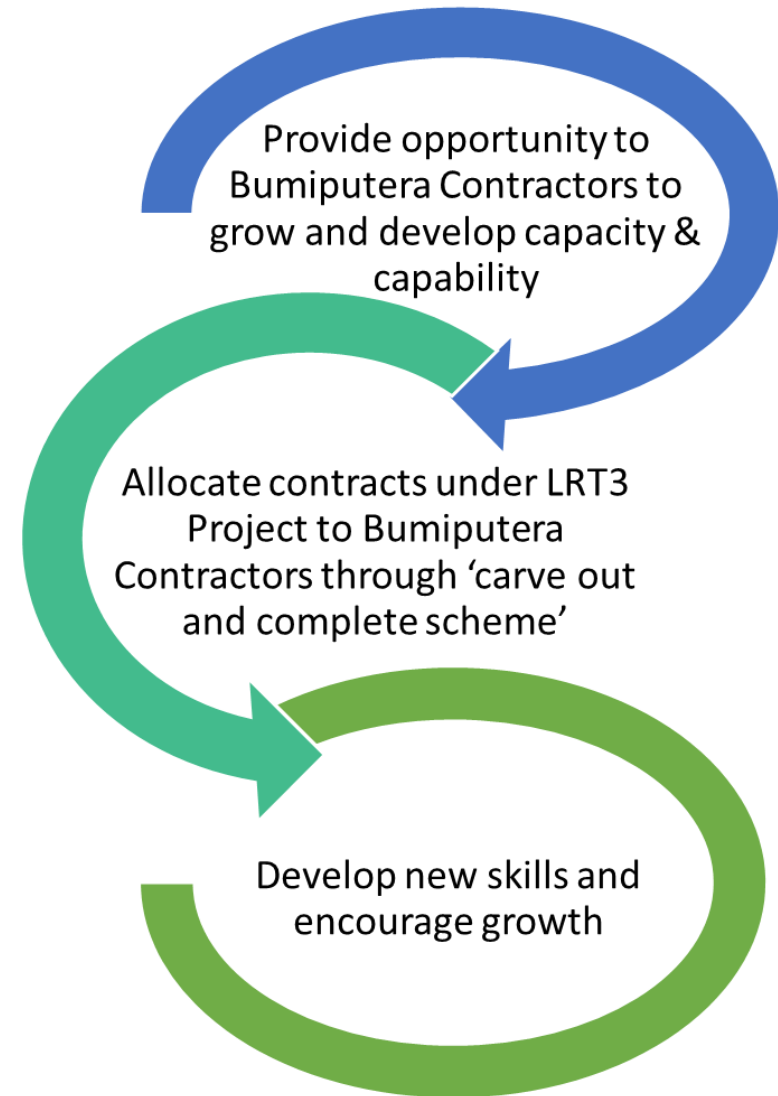 Provide opportunity to
Bumiputera Contractors to
grow and develop capacity &
capability
Allocate contracts under LRT3
Project to Bumiputera
Contractors through ‘carve out
and complete scheme’
Develop new skills and
encourage growth